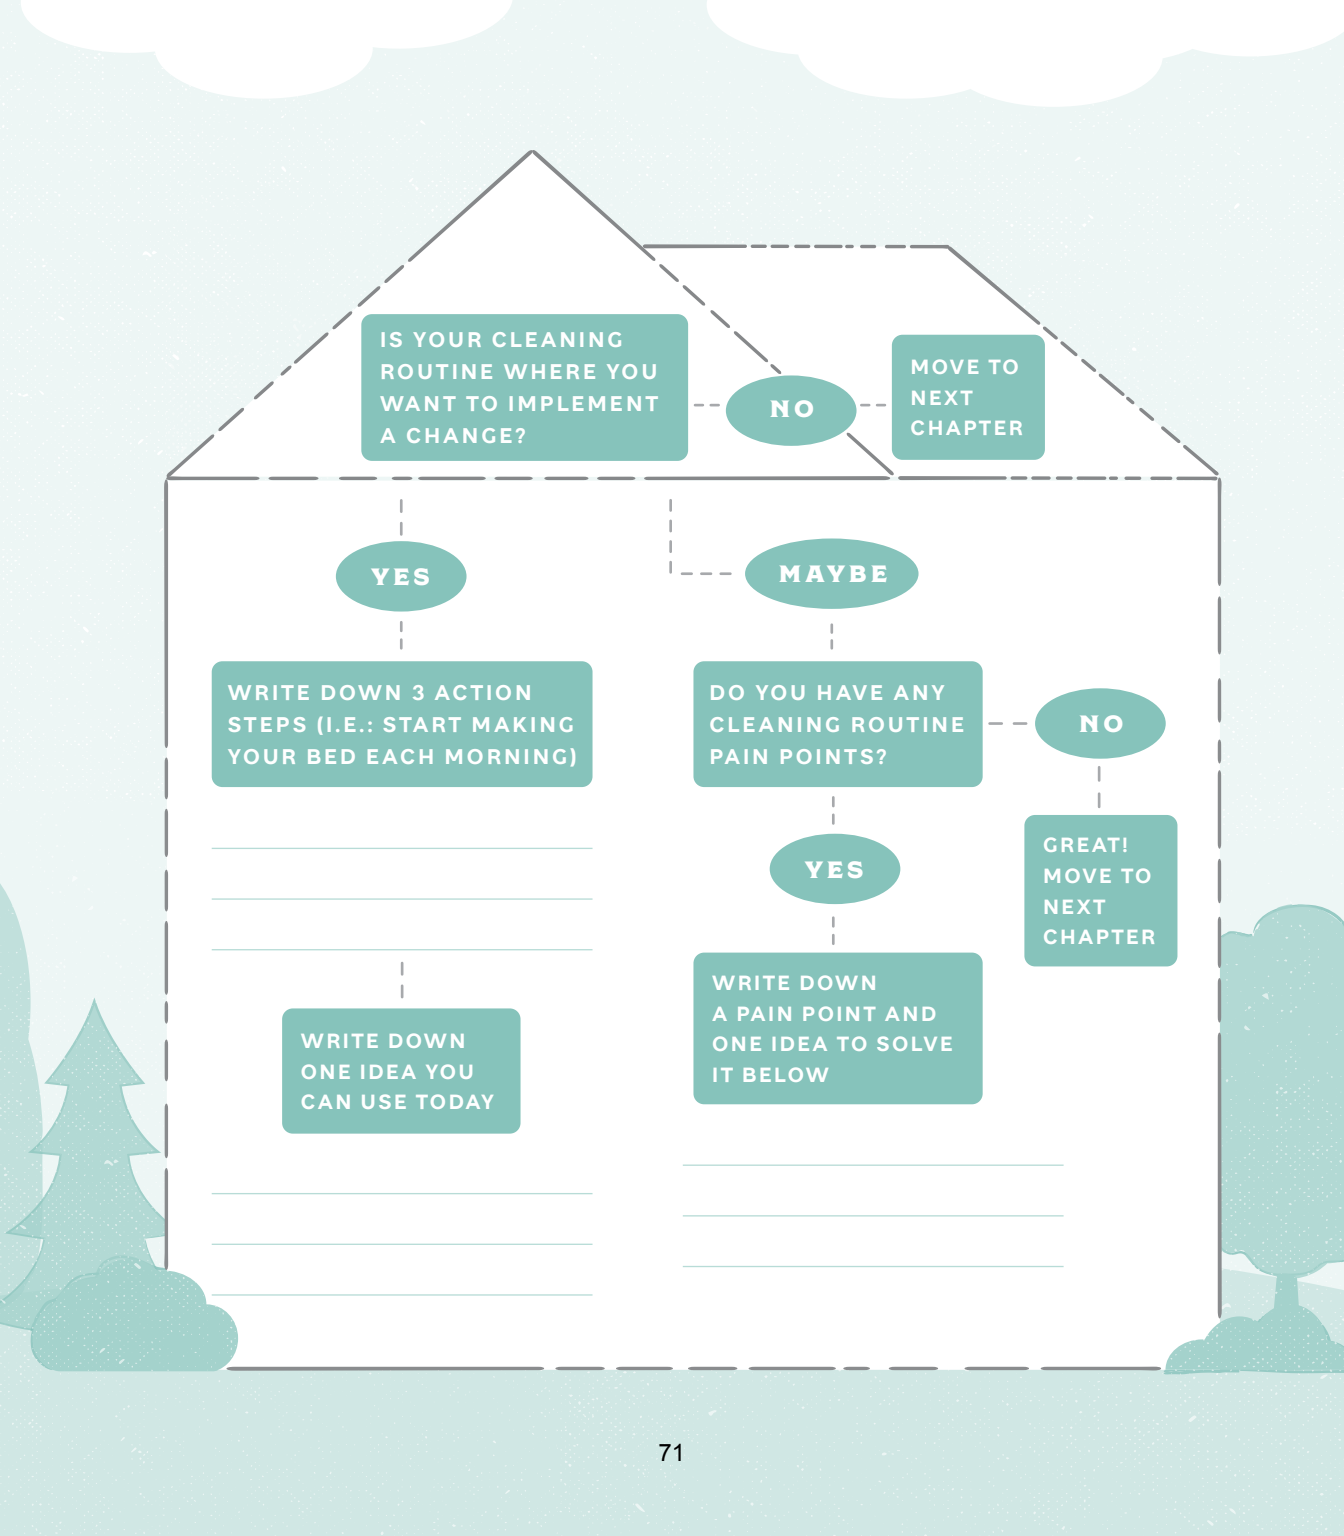 IS YOUR CLEANING
ROUTINE WHERE YOU
WANT TO IMPLEMENT
A CHANGE?
NO
MOVE TO
NEXT
CHAPTER
YES
WRITE DOWN 3 ACTION
STEPS (I.E.: START MAKING
YOUR BED EACH MORNING)
WRITE DOWN
ONE IDEA YOU
CAN USE TODAY
MAYBE
DO YOU HAVE ANY
CLEANING ROUTINE
PAIN POINTS?
NO
GREAT!
MOVE TO
NEXT
CHAPTER
YES
WRITE DOWN
A PAIN POINT AND
ONE IDEA TO SOLVE
IT BELOW
71